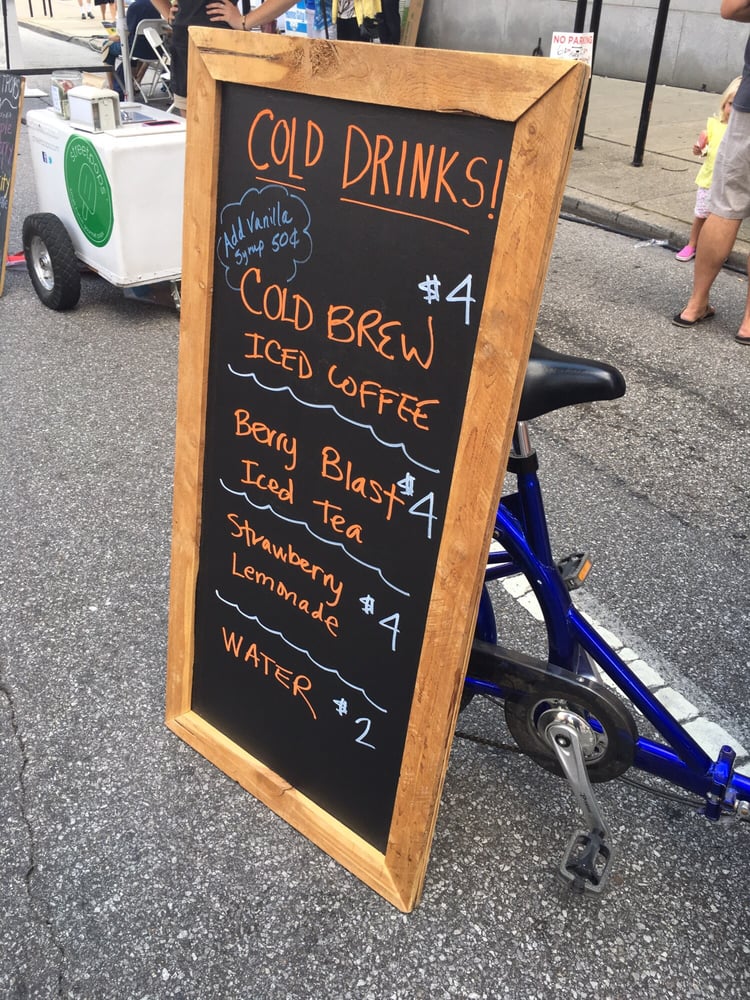 COLD DRINKS!
Add Vanilla
Syrup 50¢
$4
COLD BREW
ICED COFFEE
Berry Blast $4
Iced Tea
Strawberry
Lemonade $4
WATER $2
NO PARKING
streetpops